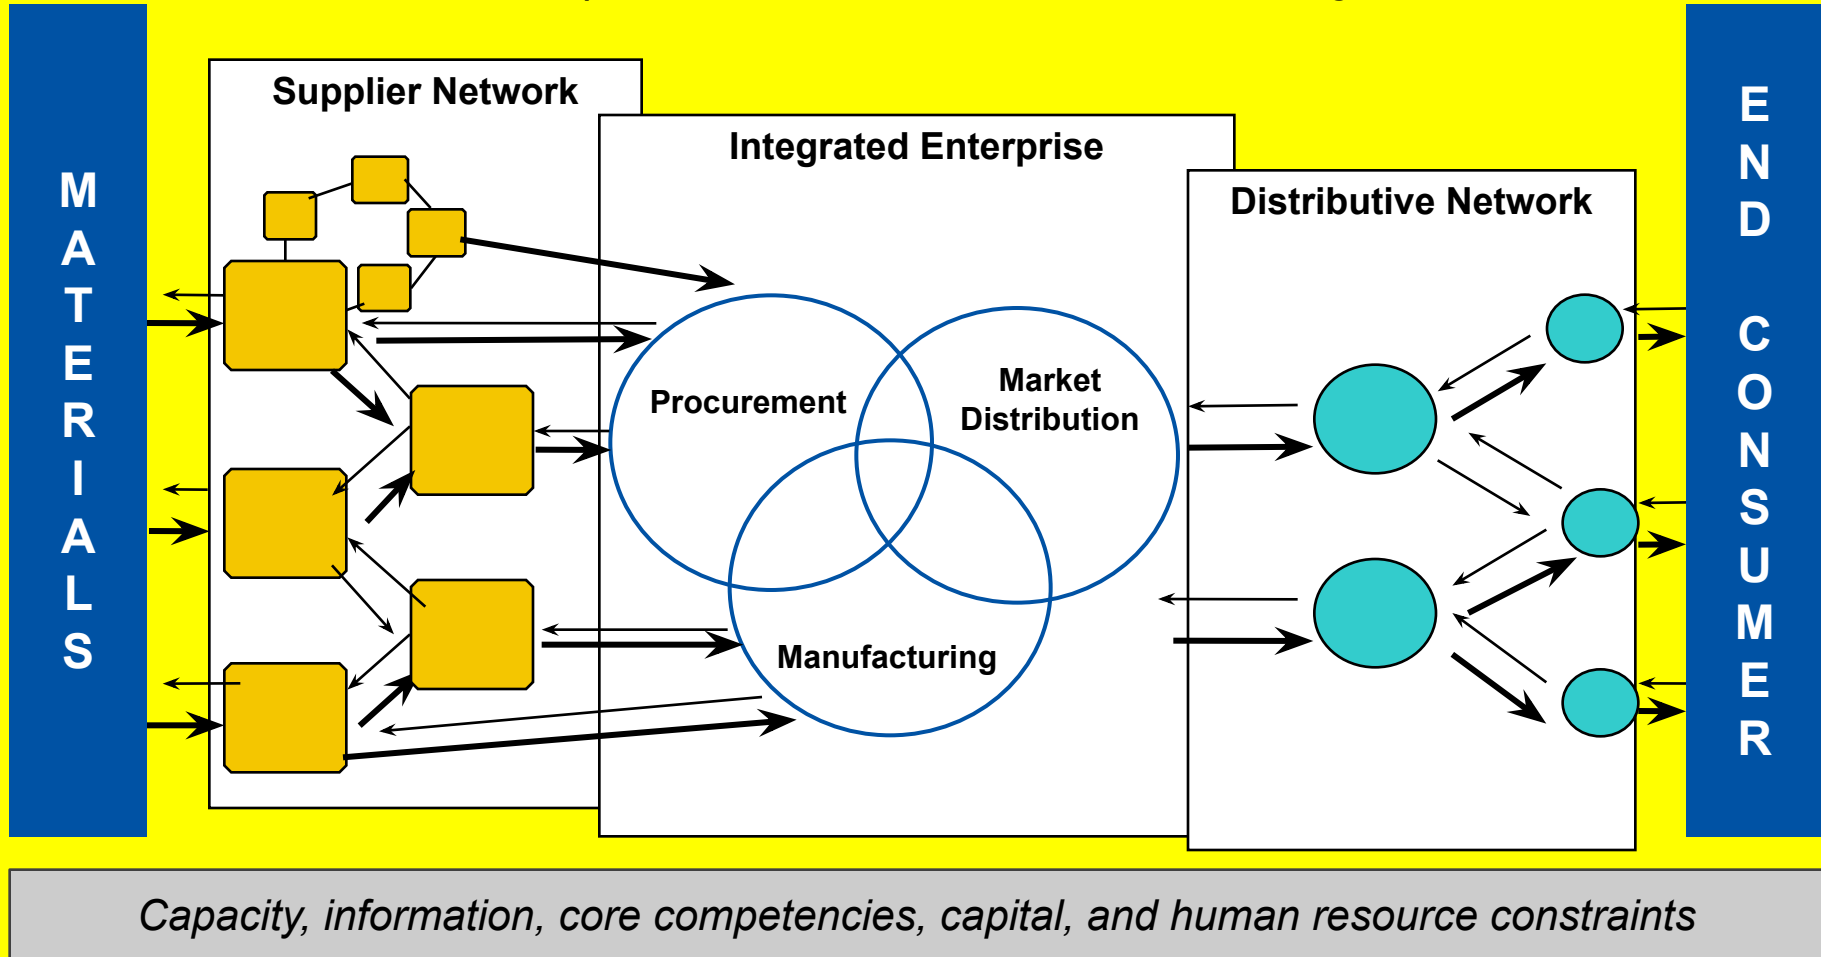 Supplier Network
Integrated Enterprise
Distributive Network
MATERIALS
Procurement
Market
Distribution
Manufacturing
END CONSUMER
Capacity, information, core competencies, capital, and human resource constraints